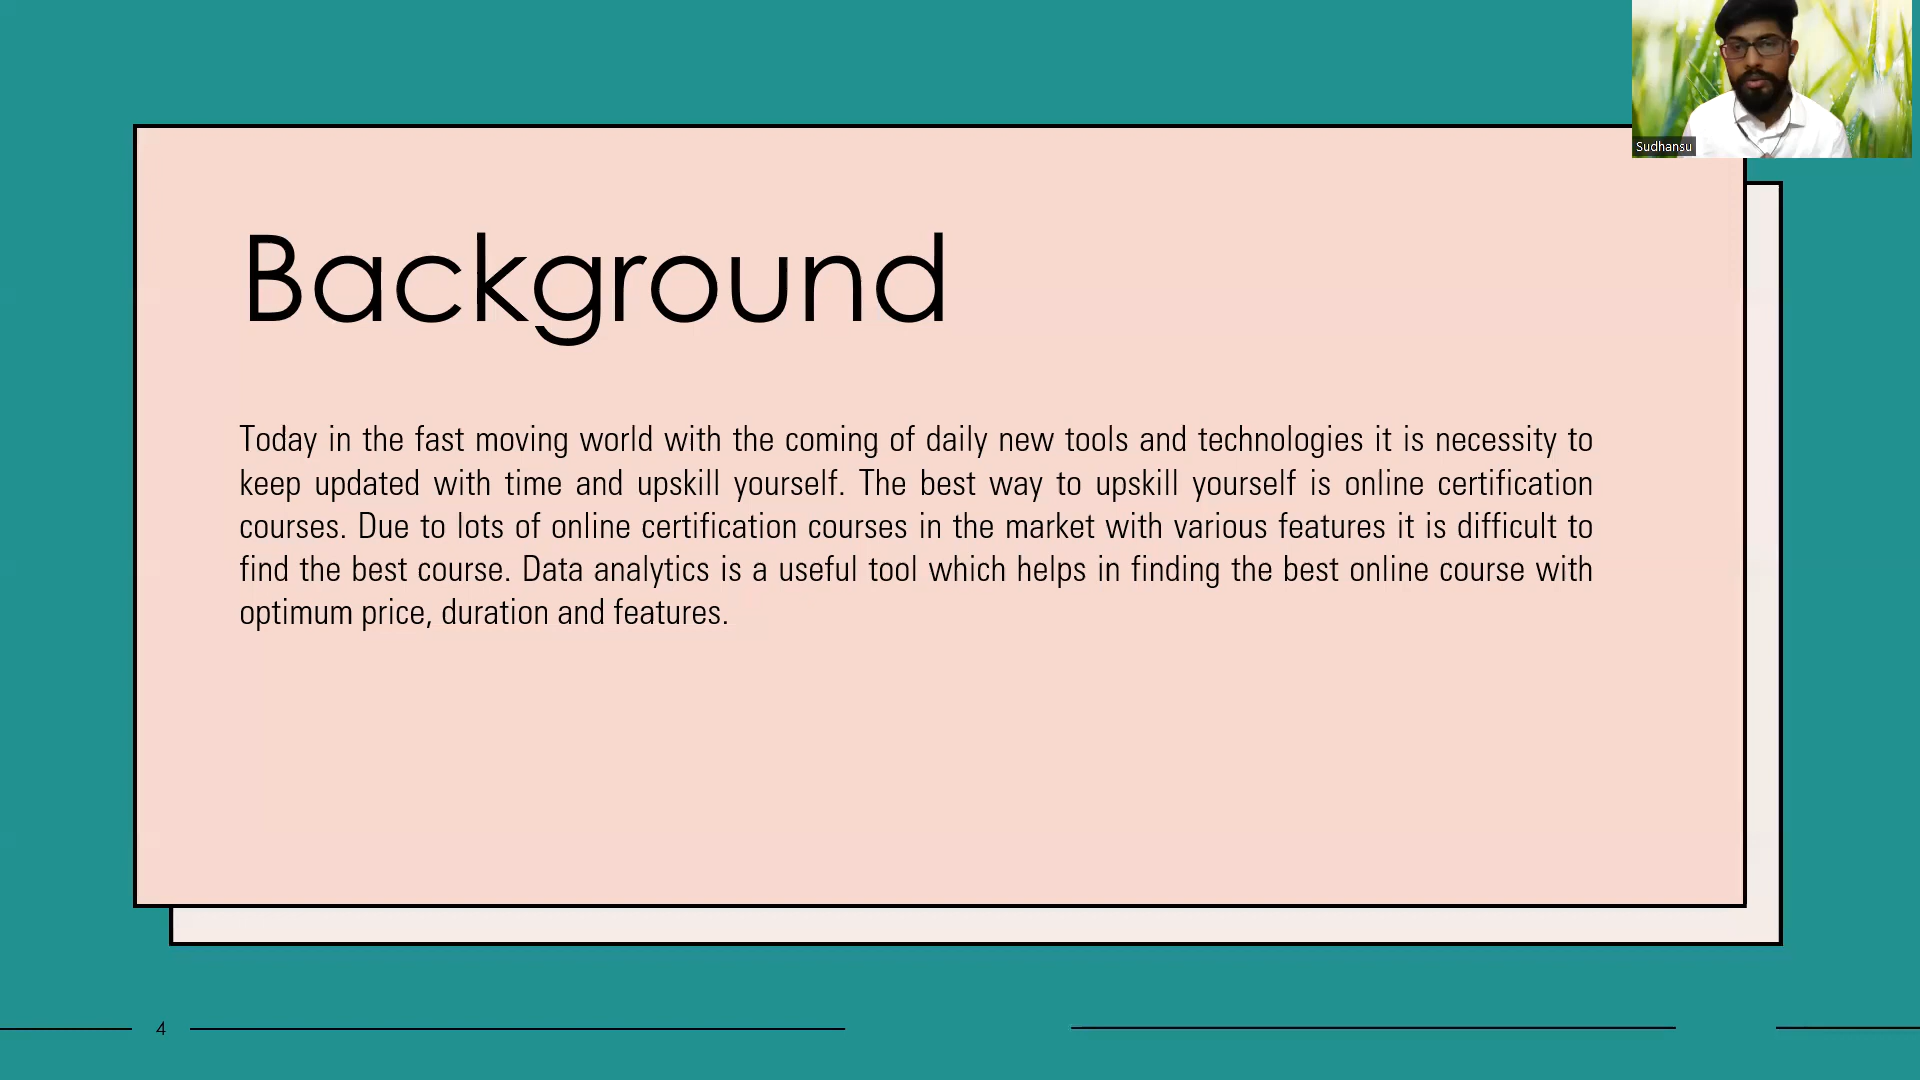 Sudhansu
Background
Today in the fast moving world with the coming of daily new tools and technologies it is necessity to
keep updated with time and upskill yourself. The best way to upskill yourself is online certification
courses. Due to lots of online certification courses in the market with various features it is difficult to
find the best course. Data analytics is a useful tool which helps in finding the best online course with
optimum price, duration and features.
4